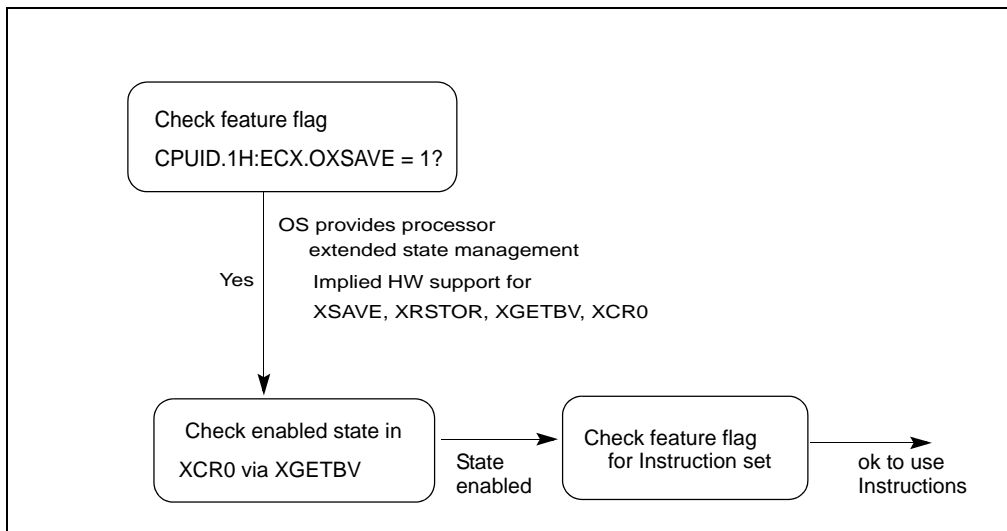 Check feature flag
CPUID.1H:ECX.OXSAVE = 1?
OS provides processor
extended state management
Yes
Implied HW support for
XSAVE, XRSTOR, XGETBV, XCR0
Check enabled state in
XCR0 via XGETBV
State
enabled
Check feature flag
for Instruction set
ok to use
Instructions